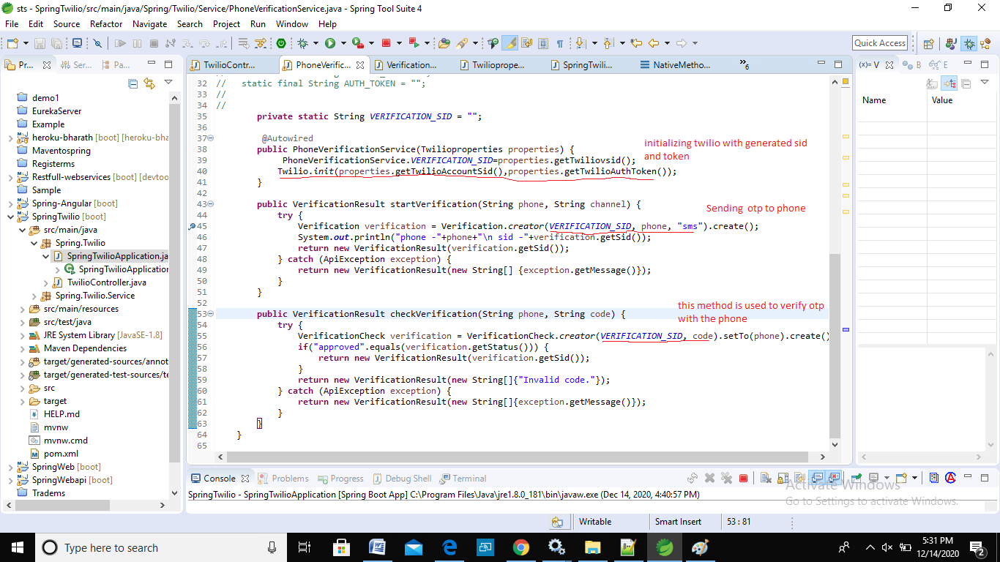 sts - SpringTwilio/src/main/java/Spring/Twilio/Service/PhoneVerificationService.java - Spring Tool Suite 4
File Edit Source Refactor Navigate Search Project Run Window Help
Quick Access
Pr... Ser... Pa...
TwilioContr... PhoneVerific... Verification... Twilioprope... SpringTwili... NativeMetho... »6
(x)= V B E
Name Value
demo1
EurekaServer
Example
heroku-bharath [boot] [heroku-bha
Maventospring
Registerms
Restfull-webservices [boot] [devtoo
Sample
Spring-Angular [boot]
SpringTwilio [boot]
src/main/java
Spring.Twilio
SpringTwilioApplication.ja
SpringTwilioApplication
TwilioController.java
Spring.Twilio.Service
src/main/resources
src/test/java
JRE System Library [JavaSE-1.8]
Maven Dependencies
target/generated-sources/annot
target/generated-test-sources/te
src
target
HELP.md
mvnw
mvnw.cmd
pom.xml
SpringWeb [boot]
SpringWebapi [boot]
Tradems
32 // static final String AUTH_TOKEN = "";
33 //
34 //
35 private static String VERIFICATION_SID = "";
36
37 @Autowired
38 public PhoneVerificationService(Twilioproperties properties) {
39 PhoneVerificationService.VERIFICATION_SID=properties.getTwiliovsid();
40 Twilio.init(properties.getTwilioAccountSid(),properties.getTwilioAuthToken());
41 }
42
initializing twilio with generated sid
and token
43 public VerificationResult startVerification(String phone, String channel) {
44 try {
45 Verification verification = Verification.creator(VERIFICATION_SID, phone, "sms").create();
46 System.out.println("phone -"+phone+"\n sid -"+verification.getSid());
47 return new VerificationResult(verification.getSid());
48 } catch (ApiException exception) {
49 return new VerificationResult(new String[] {exception.getMessage()});
50 }
51 }
52
Sending otp to phone
53 public VerificationResult checkVerification(String phone, String code) {
54 try {
55 VerificationCheck verification = VerificationCheck.creator(VERIFICATION_SID, code).setTo(phone).create()
56 if("approved".equals(verification.getStatus())) {
57 return new VerificationResult(verification.getSid());
58 }
59 return new VerificationResult(new String[]{"Invalid code."});
60 } catch (ApiException exception) {
61 return new VerificationResult(new String[]{exception.getMessage()});
62 }
63 }
64 }
65
this method is used to verify otp
with the phone
Console Problems Progress Debug Shell Terminal
SpringTwilio - SpringTwilioApplication [Spring Boot App] C:\Program Files\Java\jre1.8.0_181\bin\javaw.exe (Dec 14, 2020, 4:40:57 PM)
Activate Windows
Go to Settings to activate Windows.
Writable Smart Insert 53 : 81
Type here to search
5:31 PM
12/14/2020
2